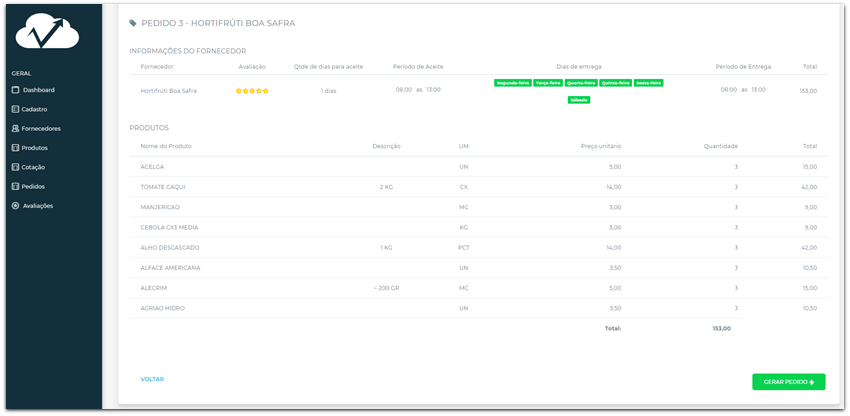 PEDIDO 3 - HORTIFRÚTI BOA SAFRA
GERAL
Dashboard
Cadastro
Fornecedores
Produtos
Cotação
Pedidos
Avaliações
INFORMAÇÕES DO FORNECEDOR
Fornecedor Avaliação Qtde de dias para aceite Período de Aceite Dias de entrega Período de Entrega Total
Hortifrúti Boa Safra 1 dias 08:00 as 13:00 Segunda-feira Terça-feira Quarta-feira Quinta-feira Sexta-feira 08:00 as 13:00 153,00
Sábado
PRODUTOS
Nome do Produto Descrição UM Preço unitário Quantidade Total
ACELGA UN 5,00 3 15,00
TOMATE CAQUI 2 KG CX 14,00 3 42,00
MANJERICAO MC 3,00 3 9,00
CEBOLA CX3 MEDIA KG 3,00 3 9,00
ALHO DESCASCADO 1 KG PCT 14,00 3 42,00
ALFACE AMERICANA UN 3,50 3 10,50
ALECRIM ~ 200 GR MC 5,00 3 15,00
AGRIAO HIDRO UN 3,50 3 10,50
Total: 153,00
VOLTAR
GERAR PEDIDO